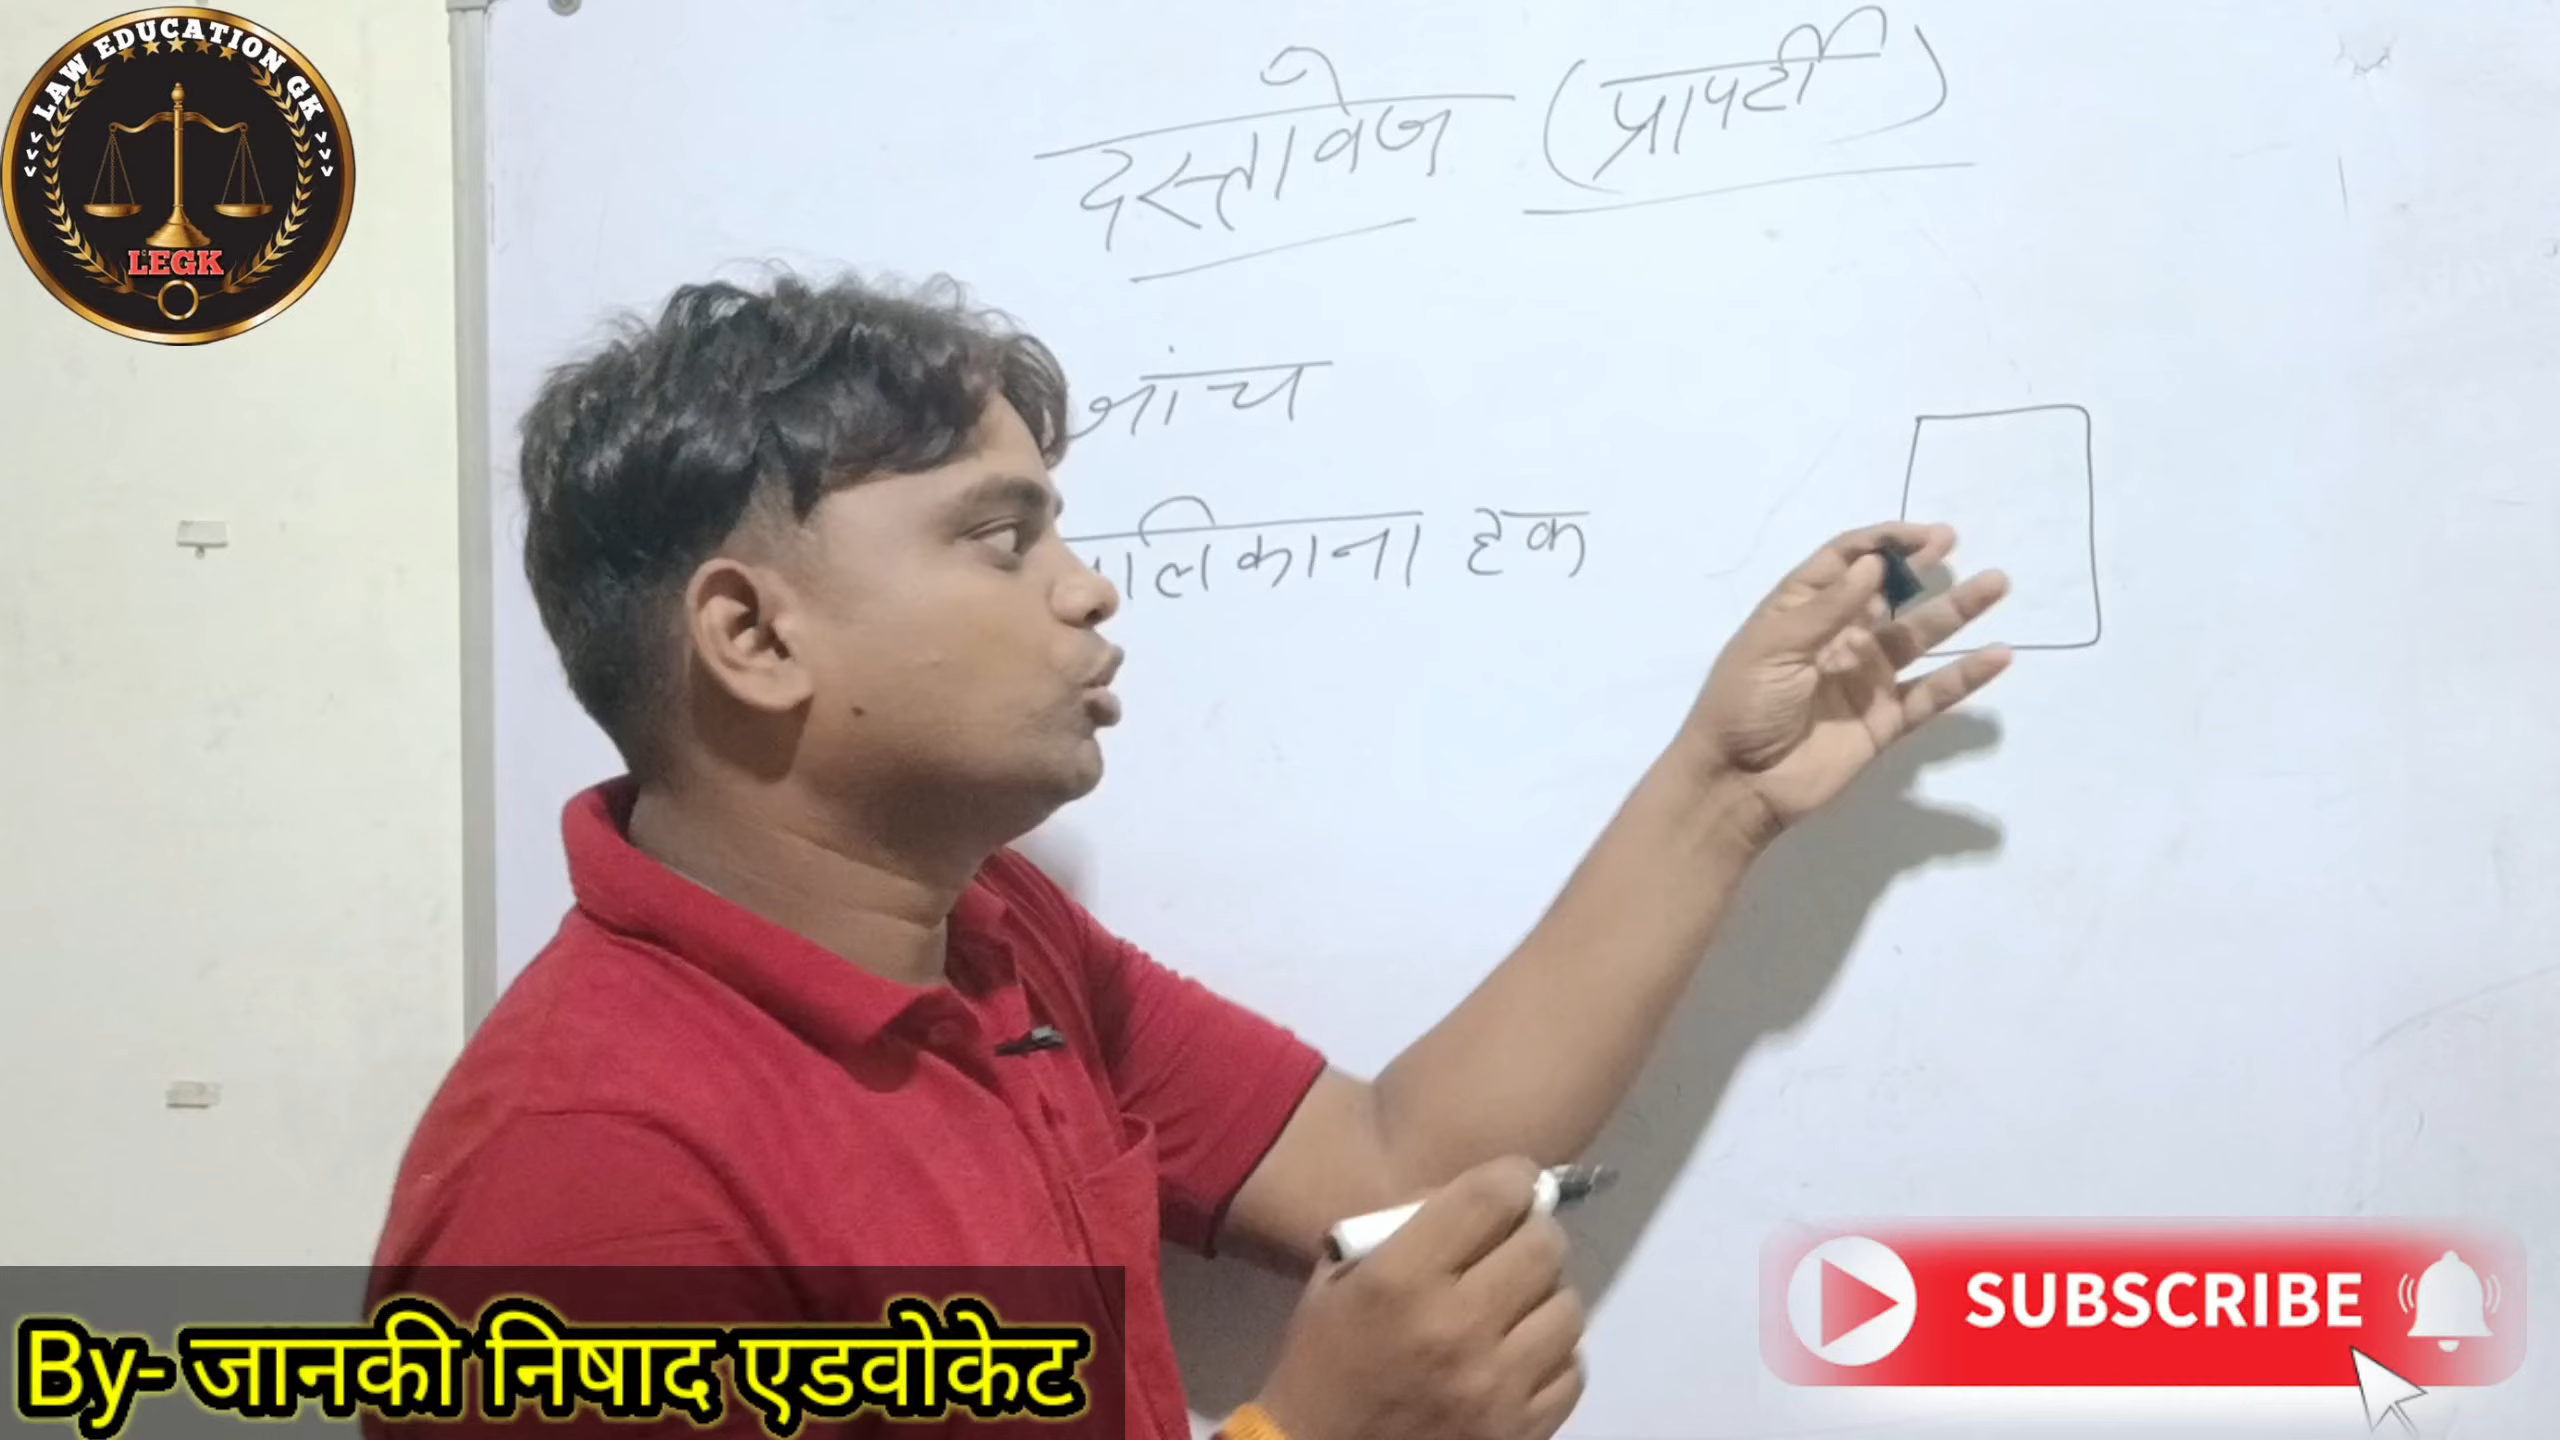 LAW EDUCATION GK
LEGK
दस्तावेज (प्रापर्टी)
जांच
मालिकाना हक
By- जानकी निषाद एडवोकेट
SUBSCRIBE